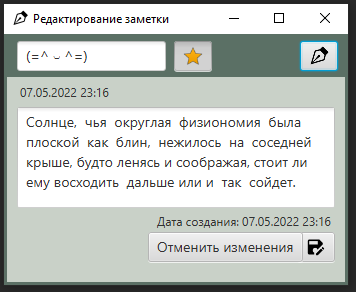 Редактирование заметки
(=^ ⌣ ^=)
07.05.2022 23:16
Солнце, чья округлая физиономия была
плоской как блин, нежилось на соседней
крыше, будто ленясь и соображая, стоит ли
ему восходить дальше или и так сойдет.
Дата создания: 07.05.2022 23:16
Отменить изменения